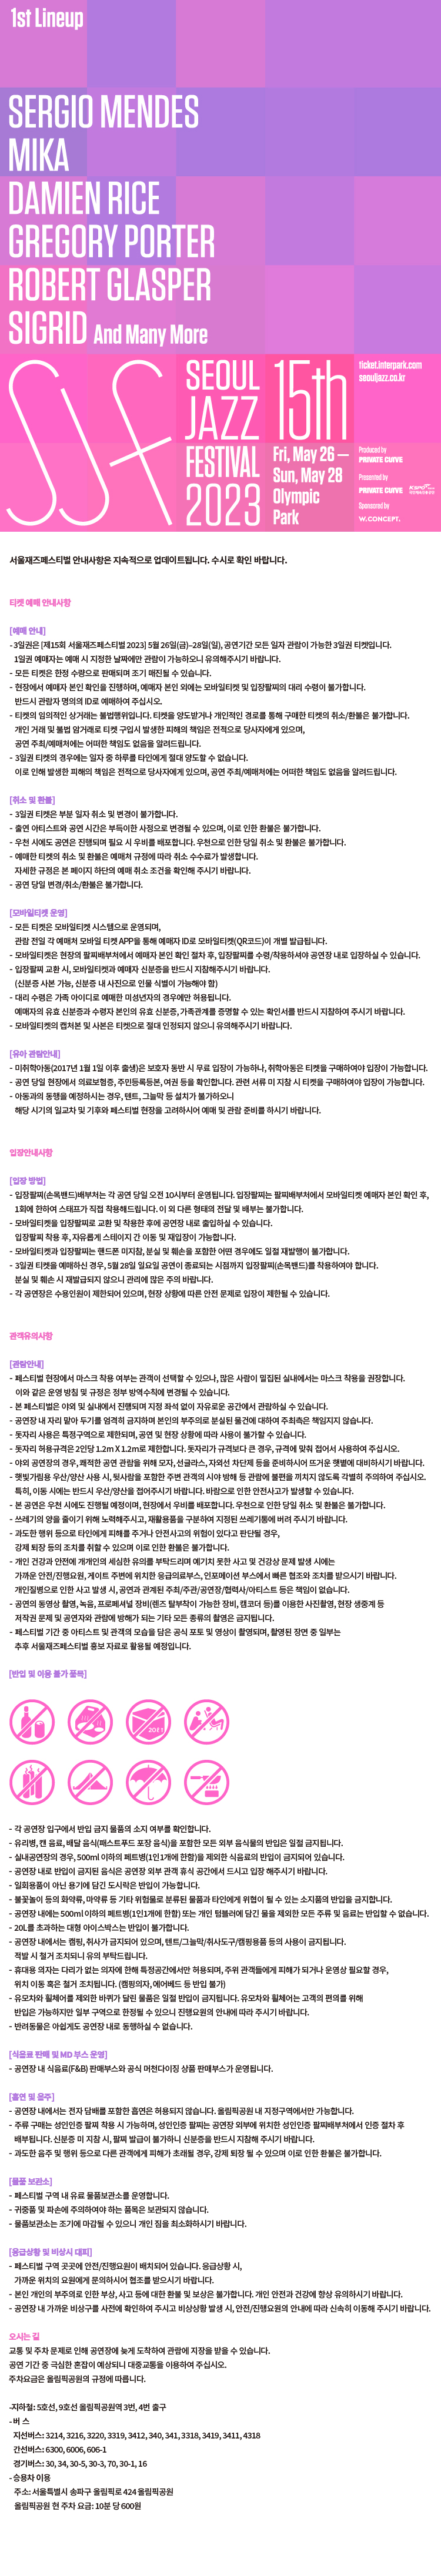 1st Lineup
SERGIO MENDES
MIKA
DAMIEN RICE
GREGORY PORTER
ROBERT GLASPER
SIGRID And Many More
SJF
SEOUL
JAZZ
FESTIVAL
2023
15th
Fri, May 26 —
Sun, May 28
Olympic
Park
ticket.interpark.com
seouljazz.co.kr
Produced by
PRIVATE CURVE
Presented by
PRIVATE CURVE KSPO
Sponsored by
W.CONCEPT.
서울재즈페스티벌 안내사항은 지속적으로 업데이트됩니다. 수시로 확인 바랍니다.
티켓 예매 안내사항
[예매 안내]
- 3일권은 [제15회 서울재즈페스티벌 2023] 5월 26일(금)–28일(일), 공연기간 모든 일자 관람이 가능한 3일권 티켓입니다.
1일권 예매자는 예매 시 지정한 날짜에만 관람이 가능하오니 유의해주시기 바랍니다.
- 모든 티켓은 한정 수량으로 판매되며 조기 매진될 수 있습니다.
- 현장에서 예매자 본인 확인을 진행하며, 예매자 본인 외에는 모바일티켓 및 입장팔찌의 대리 수령이 불가합니다.
반드시 관람자 명의의 ID로 예매하여 주십시오.
- 티켓의 임의적인 상거래는 불법행위입니다. 티켓을 양도받거나 개인적인 경로를 통해 구매한 티켓의 취소/환불은 불가합니다.
개인 거래 및 불법 암거래로 티켓 구입시 발생한 피해의 책임은 전적으로 당사자에게 있으며,
공연 주최/예매처에는 어떠한 책임도 없음을 알려드립니다.
- 3일권 티켓의 경우에는 일자 중 하루를 타인에게 절대 양도할 수 없습니다.
이로 인해 발생한 피해의 책임은 전적으로 당사자에게 있으며, 공연 주최/예매처에는 어떠한 책임도 없음을 알려드립니다.
[취소 및 환불]
- 3일권 티켓은 부분 일자 취소 및 변경이 불가합니다.
- 출연 아티스트와 공연 시간은 부득이한 사정으로 변경될 수 있으며, 이로 인한 환불은 불가합니다.
- 우천 시에도 공연은 진행되며 필요 시 우비를 배포합니다. 우천으로 인한 당일 취소 및 환불은 불가합니다.
- 예매한 티켓의 취소 및 환불은 예매처 규정에 따라 취소 수수료가 발생합니다.
자세한 규정은 본 페이지 하단의 예매 취소 조건을 확인해 주시기 바랍니다.
- 공연 당일 변경/취소/환불은 불가합니다.
[모바일티켓 운영]
- 모든 티켓은 모바일티켓 시스템으로 운영되며,
관람 전일 각 예매처 모바일 티켓 APP을 통해 예매자 ID로 모바일티켓(QR코드)이 개별 발급됩니다.
- 모바일티켓은 현장의 팔찌배부처에서 예매자 본인 확인 절차 후, 입장팔찌를 수령/착용하셔야 공연장 내로 입장하실 수 있습니다.
- 입장팔찌 교환 시, 모바일티켓과 예매자 신분증을 반드시 지참해주시기 바랍니다.
(신분증 사본 가능, 신분증 내 사진으로 인물 식별이 가능해야 함)
- 대리 수령은 가족 아이디로 예매한 미성년자의 경우에만 허용됩니다.
예매자의 유효 신분증과 수령자 본인의 유효 신분증, 가족관계를 증명할 수 있는 확인서를 반드시 지참하여 주시기 바랍니다.
- 모바일티켓의 캡처본 및 사본은 티켓으로 절대 인정되지 않으니 유의해주시기 바랍니다.
[유아 관람안내]
- 미취학아동(2017년 1월 1일 이후 출생)은 보호자 동반 시 무료 입장이 가능하나, 취학아동은 티켓을 구매하여야 입장이 가능합니다.
- 공연 당일 현장에서 의료보험증, 주민등록등본, 여권 등을 확인합니다. 관련 서류 미 지참 시 티켓을 구매하여야 입장이 가능합니다.
- 아동과의 동행을 예정하시는 경우, 텐트, 그늘막 등 설치가 불가하오니
해당 시기의 일교차 및 기후와 페스티벌 현장을 고려하시어 예매 및 관람 준비를 하시기 바랍니다.
입장안내사항
[입장 방법]
- 입장팔찌(손목밴드)배부처는 각 공연 당일 오전 10시부터 운영됩니다. 입장팔찌는 팔찌배부처에서 모바일티켓 예매자 본인 확인 후,
1회에 한하여 스태프가 직접 착용해드립니다. 이 외 다른 형태의 전달 및 배부는 불가합니다.
- 모바일티켓을 입장팔찌로 교환 및 착용한 후에 공연장 내로 출입하실 수 있습니다.
입장팔찌 착용 후, 자유롭게 스테이지 간 이동 및 재입장이 가능합니다.
- 모바일티켓과 입장팔찌는 핸드폰 미지참, 분실 및 훼손을 포함한 어떤 경우에도 일절 재발행이 불가합니다.
- 3일권 티켓을 예매하신 경우, 5월 28일 일요일 공연이 종료되는 시점까지 입장팔찌(손목밴드)를 착용하여야 합니다.
분실 및 훼손 시 재발급되지 않으니 관리에 많은 주의 바랍니다.
- 각 공연장은 수용인원이 제한되어 있으며, 현장 상황에 따른 안전 문제로 입장이 제한될 수 있습니다.
관객유의사항
[관람안내]
- 페스티벌 현장에서 마스크 착용 여부는 관객이 선택할 수 있으나, 많은 사람이 밀집된 실내에서는 마스크 착용을 권장합니다.
이와 같은 운영 방침 및 규정은 정부 방역수칙에 변경될 수 있습니다.
- 본 페스티벌은 야외 및 실내에서 진행되며 지정 좌석 없이 자유로운 공간에서 관람하실 수 있습니다.
- 공연장 내 자리 맡아 두기를 엄격히 금지하며 본인의 부주의로 분실된 물건에 대하여 주최측은 책임지지 않습니다.
- 돗자리 사용은 특정구역으로 제한되며, 공연 및 현장 상황에 따라 사용이 불가할 수 있습니다.
- 돗자리 허용규격은 2인당 1.2m X 1.2m로 제한합니다. 돗자리가 규격보다 큰 경우, 규격에 맞춰 접어서 사용하여 주십시오.
- 야외 공연장의 경우, 쾌적한 공연 관람을 위해 모자, 선글라스, 자외선 차단제 등을 준비하시어 뜨거운 햇볕에 대비하시기 바랍니다.
- 햇빛가림용 우산/양산 사용 시, 뒷사람을 포함한 주변 관객의 시야 방해 등 관람에 불편을 끼치지 않도록 각별히 주의하여 주십시오.
특히, 이동 시에는 반드시 우산/양산을 접어주시기 바랍니다. 바람으로 인한 안전사고가 발생할 수 있습니다.
- 본 공연은 우천 시에도 진행될 예정이며, 현장에서 우비를 배포합니다. 우천으로 인한 당일 취소 및 환불은 불가합니다.
- 쓰레기의 양을 줄이기 위해 노력해주시고, 재활용품을 구분하여 지정된 쓰레기통에 버려 주시기 바랍니다.
- 과도한 행위 등으로 타인에게 피해를 주거나 안전사고의 위험이 있다고 판단될 경우,
강제 퇴장 등의 조치를 취할 수 있으며 이로 인한 환불은 불가합니다.
- 개인 건강과 안전에 개개인의 세심한 유의를 부탁드리며 예기치 못한 사고 및 건강상 문제 발생 시에는
가까운 안전/진행요원, 게이트 주변에 위치한 응급의료부스, 인포메이션 부스에서 빠른 협조와 조치를 받으시기 바랍니다.
개인질병으로 인한 사고 발생 시, 공연과 관계된 주최/주관/공연장/협력사/아티스트 등은 책임이 없습니다.
- 공연의 동영상 촬영, 녹음, 프로페셔널 장비(렌즈 탈부착이 가능한 장비, 캠코더 등)를 이용한 사진촬영, 현장 생중계 등
저작권 문제 및 공연자와 관람에 방해가 되는 기타 모든 종류의 촬영은 금지됩니다.
- 페스티벌 기간 중 아티스트 및 관객의 모습을 담은 공식 포토 및 영상이 촬영되며, 촬영된 장면 중 일부는
추후 서울재즈페스티벌 홍보 자료로 활용될 예정입니다.
[반입 및 이용 불가 품목]
20ℓ↑
- 각 공연장 입구에서 반입 금지 물품의 소지 여부를 확인합니다.
- 유리병, 캔 음료, 배달 음식(패스트푸드 포장 음식)을 포함한 모든 외부 음식물의 반입은 일절 금지됩니다.
- 실내공연장의 경우, 500ml 이하의 페트병(1인1개에 한함)을 제외한 식음료의 반입이 금지되어 있습니다.
- 공연장 내로 반입이 금지된 음식은 공연장 외부 관객 휴식 공간에서 드시고 입장 해주시기 바랍니다.
- 일회용품이 아닌 용기에 담긴 도시락은 반입이 가능합니다.
- 불꽃놀이 등의 화약류, 마약류 등 기타 위험물로 분류된 물품과 타인에게 위협이 될 수 있는 소지품의 반입을 금지합니다.
- 공연장 내에는 500ml 이하의 페트병(1인1개에 한함) 또는 개인 텀블러에 담긴 물을 제외한 모든 주류 및 음료는 반입할 수 없습니다.
- 20L를 초과하는 대형 아이스박스는 반입이 불가합니다.
- 공연장 내에서는 캠핑, 취사가 금지되어 있으며, 텐트/그늘막/취사도구/캠핑용품 등의 사용이 금지됩니다.
적발 시 철거 조치되니 유의 부탁드립니다.
- 휴대용 의자는 다리가 없는 의자에 한해 특정공간에서만 허용되며, 주위 관객들에게 피해가 되거나 운영상 필요할 경우,
위치 이동 혹은 철거 조치됩니다. (캠핑의자, 에어베드 등 반입 불가)
- 유모차와 휠체어를 제외한 바퀴가 달린 물품은 일절 반입이 금지됩니다. 유모차와 휠체어는 고객의 편의를 위해
반입은 가능하지만 일부 구역으로 한정될 수 있으니 진행요원의 안내에 따라 주시기 바랍니다.
- 반려동물은 아쉽게도 공연장 내로 동행하실 수 없습니다.
[식음료 판매 및 MD 부스 운영]
- 공연장 내 식음료(F&B) 판매부스와 공식 머천다이징 상품 판매부스가 운영됩니다.
[흡연 및 음주]
- 공연장 내에서는 전자 담배를 포함한 흡연은 허용되지 않습니다. 올림픽공원 내 지정구역에서만 가능합니다.
- 주류 구매는 성인인증 팔찌 착용 시 가능하며, 성인인증 팔찌는 공연장 외부에 위치한 성인인증 팔찌배부처에서 인증 절차 후
배부됩니다. 신분증 미 지참 시, 팔찌 발급이 불가하니 신분증을 반드시 지참해 주시기 바랍니다.
- 과도한 음주 및 행위 등으로 다른 관객에게 피해가 초래될 경우, 강제 퇴장 될 수 있으며 이로 인한 환불은 불가합니다.
[물품 보관소]
- 페스티벌 구역 내 유료 물품보관소를 운영합니다.
- 귀중품 및 파손에 주의하여야 하는 품목은 보관되지 않습니다.
- 물품보관소는 조기에 마감될 수 있으니 개인 짐을 최소화하시기 바랍니다.
[응급상황 및 비상시 대피]
- 페스티벌 구역 곳곳에 안전/진행요원이 배치되어 있습니다. 응급상황 시,
가까운 위치의 요원에게 문의하시어 협조를 받으시기 바랍니다.
- 본인 개인의 부주의로 인한 부상, 사고 등에 대한 환불 및 보상은 불가합니다. 개인 안전과 건강에 항상 유의하시기 바랍니다.
- 공연장 내 가까운 비상구를 사전에 확인하여 주시고 비상상황 발생 시, 안전/진행요원의 안내에 따라 신속히 이동해 주시기 바랍니다.
오시는 길
교통 및 주차 문제로 인해 공연장에 늦게 도착하여 관람에 지장을 받을 수 있습니다.
공연 기간 중 극심한 혼잡이 예상되니 대중교통을 이용하여 주십시오.
주차요금은 올림픽공원의 규정에 따릅니다.
-지하철: 5호선, 9호선 올림픽공원역 3번, 4번 출구
- 버 스
지선버스: 3214, 3216, 3220, 3319, 3412, 340, 341, 3318, 3419, 3411, 4318
간선버스: 6300, 6006, 606-1
경기버스: 30, 34, 30-5, 30-3, 70, 30-1, 16
- 승용차 이용
주소: 서울특별시 송파구 올림픽로 424 올림픽공원
올림픽공원 현 주차 요금: 10분 당 600원